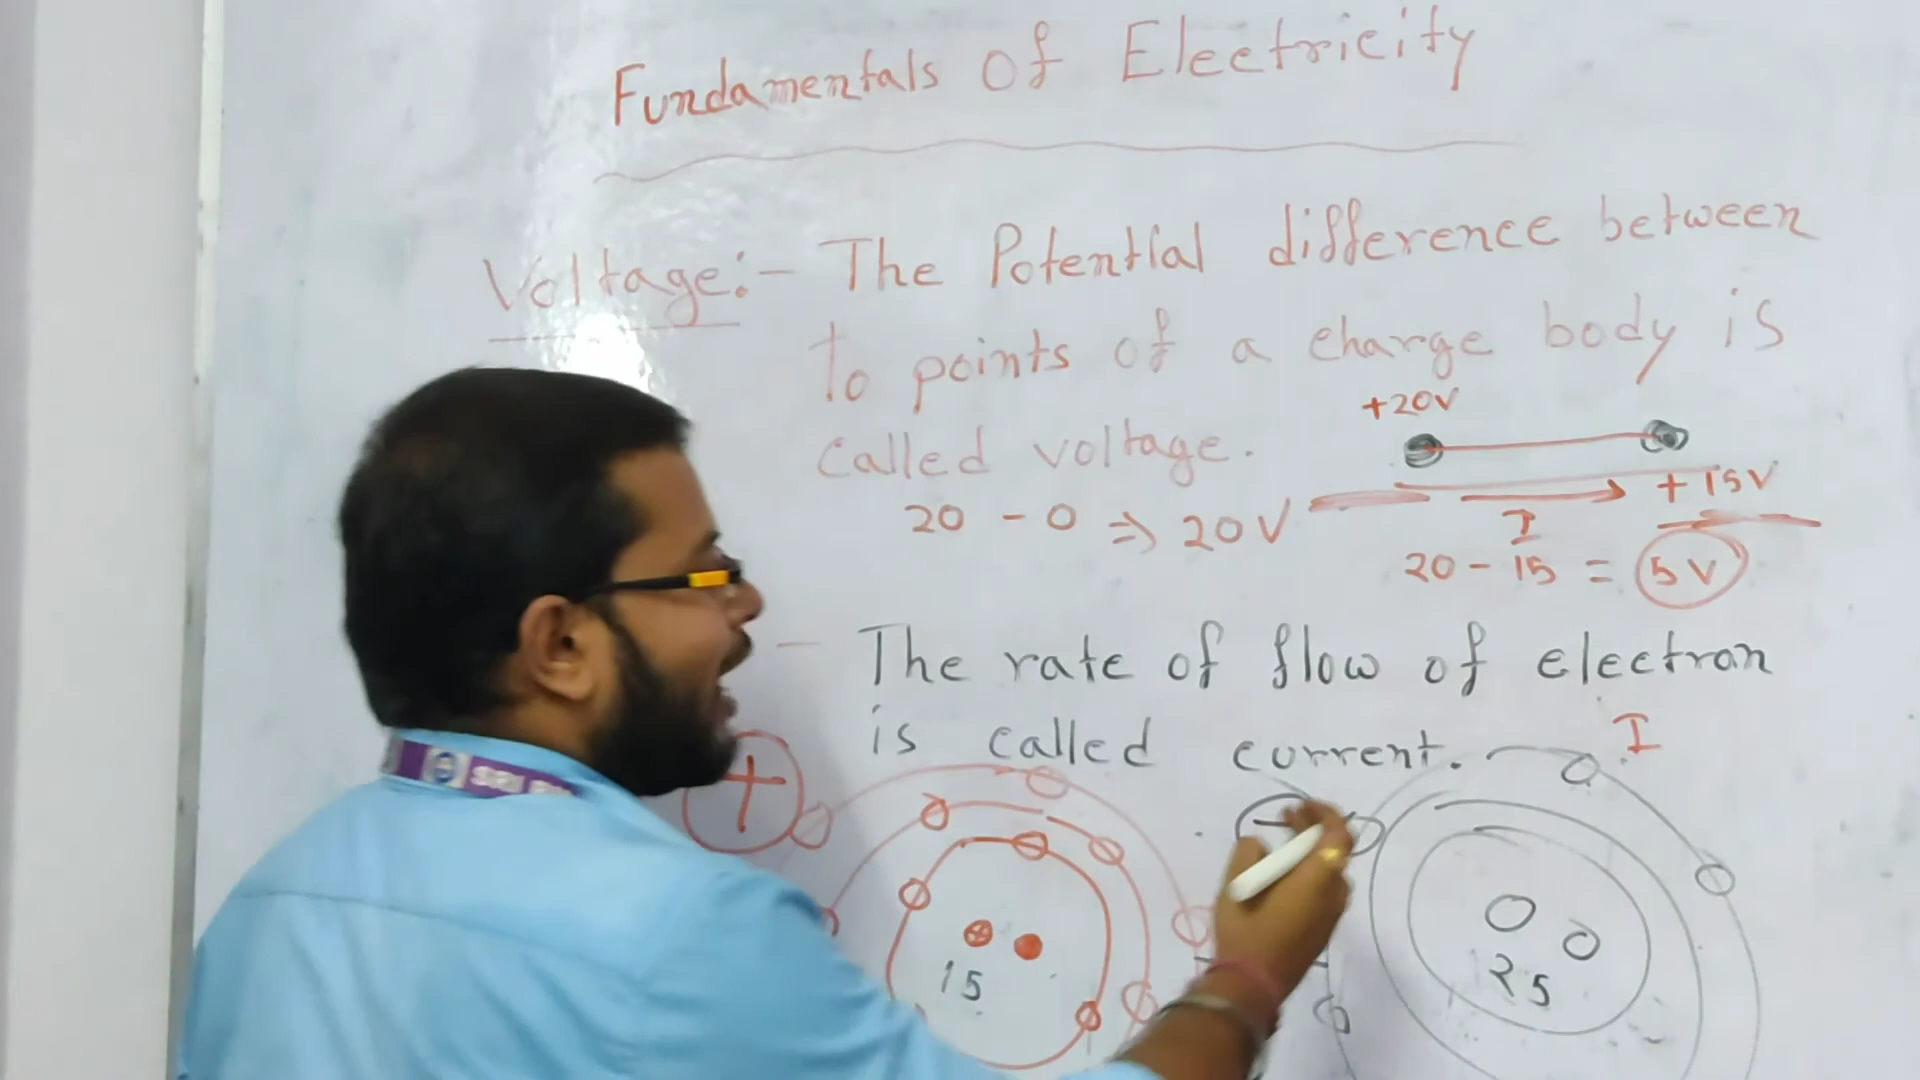 Fundamentals of Electricity
Voltage:- The Potential difference between
to points of a charge body is
called voltage.
+20V
+15V
20 - 0 => 20V
I
20 - 15 = 5V
- The rate of flow of electron
is called current.
I
+
-
15
25
SRI